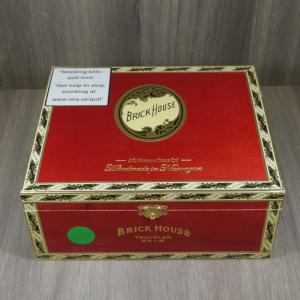 'Smoking kills -
quit now'
'Get help to stop
smoking at
www.nhs.uk/quit'
BRICK HOUSE
Handmade in Nicaragua
BRICK HOUSE
TRAVELER